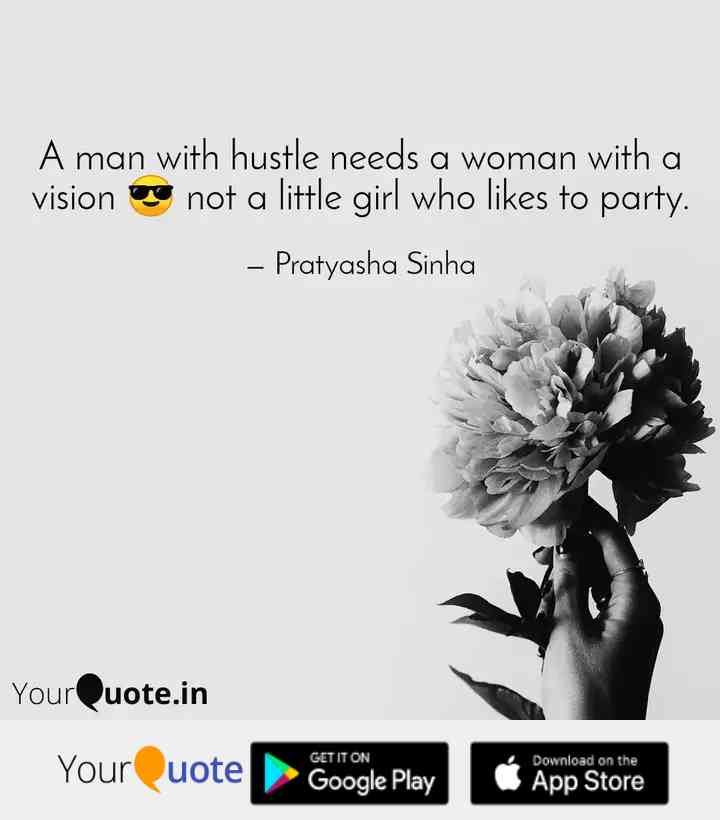 A man with hustle needs a woman with a
vision 😎 not a little girl who likes to party.
– Pratyasha Sinha
YourQuote.in
YourQuote
GET IT ON
Google Play
Download on the
App Store